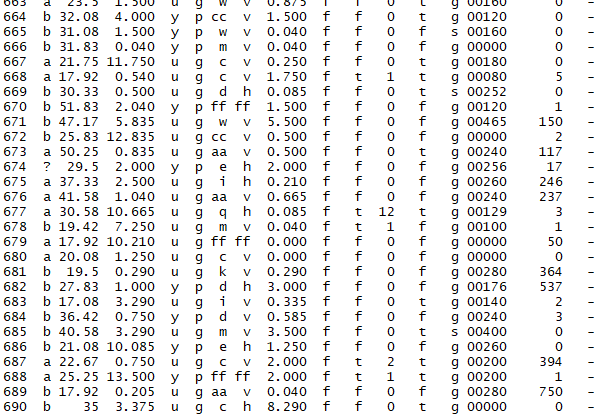 663 a 23.5 1.500 u g w v 0.875 f f 0 t g 00160 0 -
664 b 32.08 4.000 y p cc v 1.500 f f 0 t g 00120 0 -
665 b 31.08 1.500 y p w v 0.040 f f 0 f s 00160 0 -
666 b 31.83 0.040 y p m v 0.040 f f 0 f g 00000 0 -
667 a 21.75 11.750 u g c v 0.250 f f 0 t g 00180 0 -
668 a 17.92 0.540 u g c v 1.750 f t 1 t g 00080 5 -
669 b 30.33 0.500 u g d h 0.085 f f 0 t s 00252 0 -
670 b 51.83 2.040 y p ff ff 1.500 f f 0 f g 00120 1 -
671 b 47.17 5.835 u g w v 5.500 f f 0 f g 00465 150 -
672 b 25.83 12.835 u g cc v 0.500 f f 0 f g 00000 2 -
673 a 50.25 0.835 u g aa v 0.500 f f 0 t g 00240 117 -
674 ? 29.5 2.000 y p e h 2.000 f f 0 f g 00256 17 -
675 a 37.33 2.500 u g i h 0.210 f f 0 f g 00260 246 -
676 a 41.58 1.040 u g aa v 0.665 f f 0 f g 00240 237 -
677 a 30.58 10.665 u g q h 0.085 f t 12 t g 00129 3 -
678 b 19.42 7.250 u g m v 0.040 f t 1 f g 00100 1 -
679 a 17.92 10.210 u g ff ff 0.000 f f 0 f g 00000 50 -
680 a 20.08 1.250 u g c v 0.000 f f 0 f g 00000 0 -
681 b 19.5 0.290 u g k v 0.290 f f 0 f g 00280 364 -
682 b 27.83 1.000 y p d h 3.000 f f 0 f g 00176 537 -
683 b 17.08 3.290 u g i v 0.335 f f 0 t g 00140 2 -
684 b 36.42 0.750 y p d v 0.585 f f 0 f g 00240 3 -
685 b 40.58 3.290 u g m v 3.500 f f 0 t s 00400 0 -
686 b 21.08 10.085 y p e h 1.250 f f 0 f g 00260 0 -
687 a 22.67 0.750 u g c v 2.000 f t 2 t g 00200 394 -
688 a 25.25 13.500 y p ff ff 2.000 f t 1 t g 00200 1 -
689 b 17.92 0.205 u g aa v 0.040 f f 0 f g 00280 750 -
690 b 35 3.375 u g c h 8.290 f f 0 t g 00000 0 -